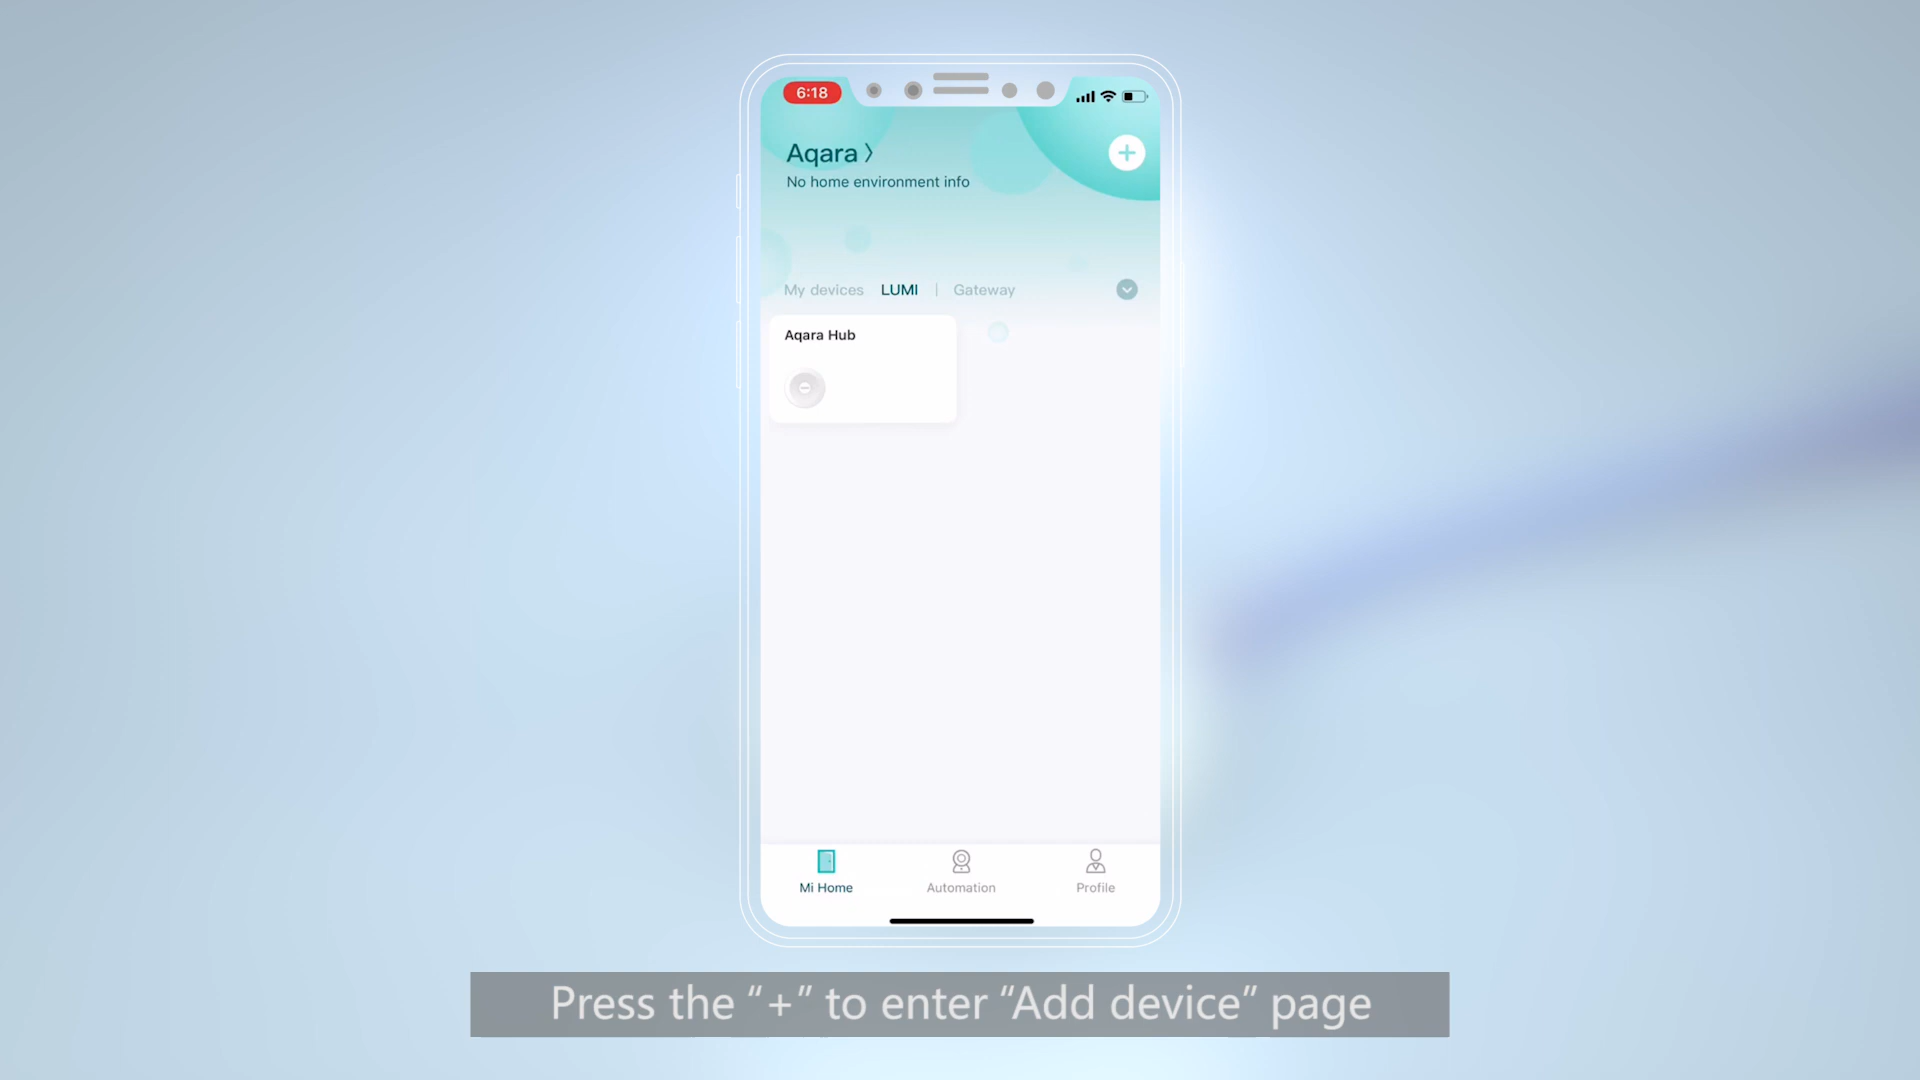 6:18
Aqara 〉
No home environment info
My devices LUMI | Gateway
Aqara Hub
Mi Home Automation Profile
Press the “+” to enter “Add device” page